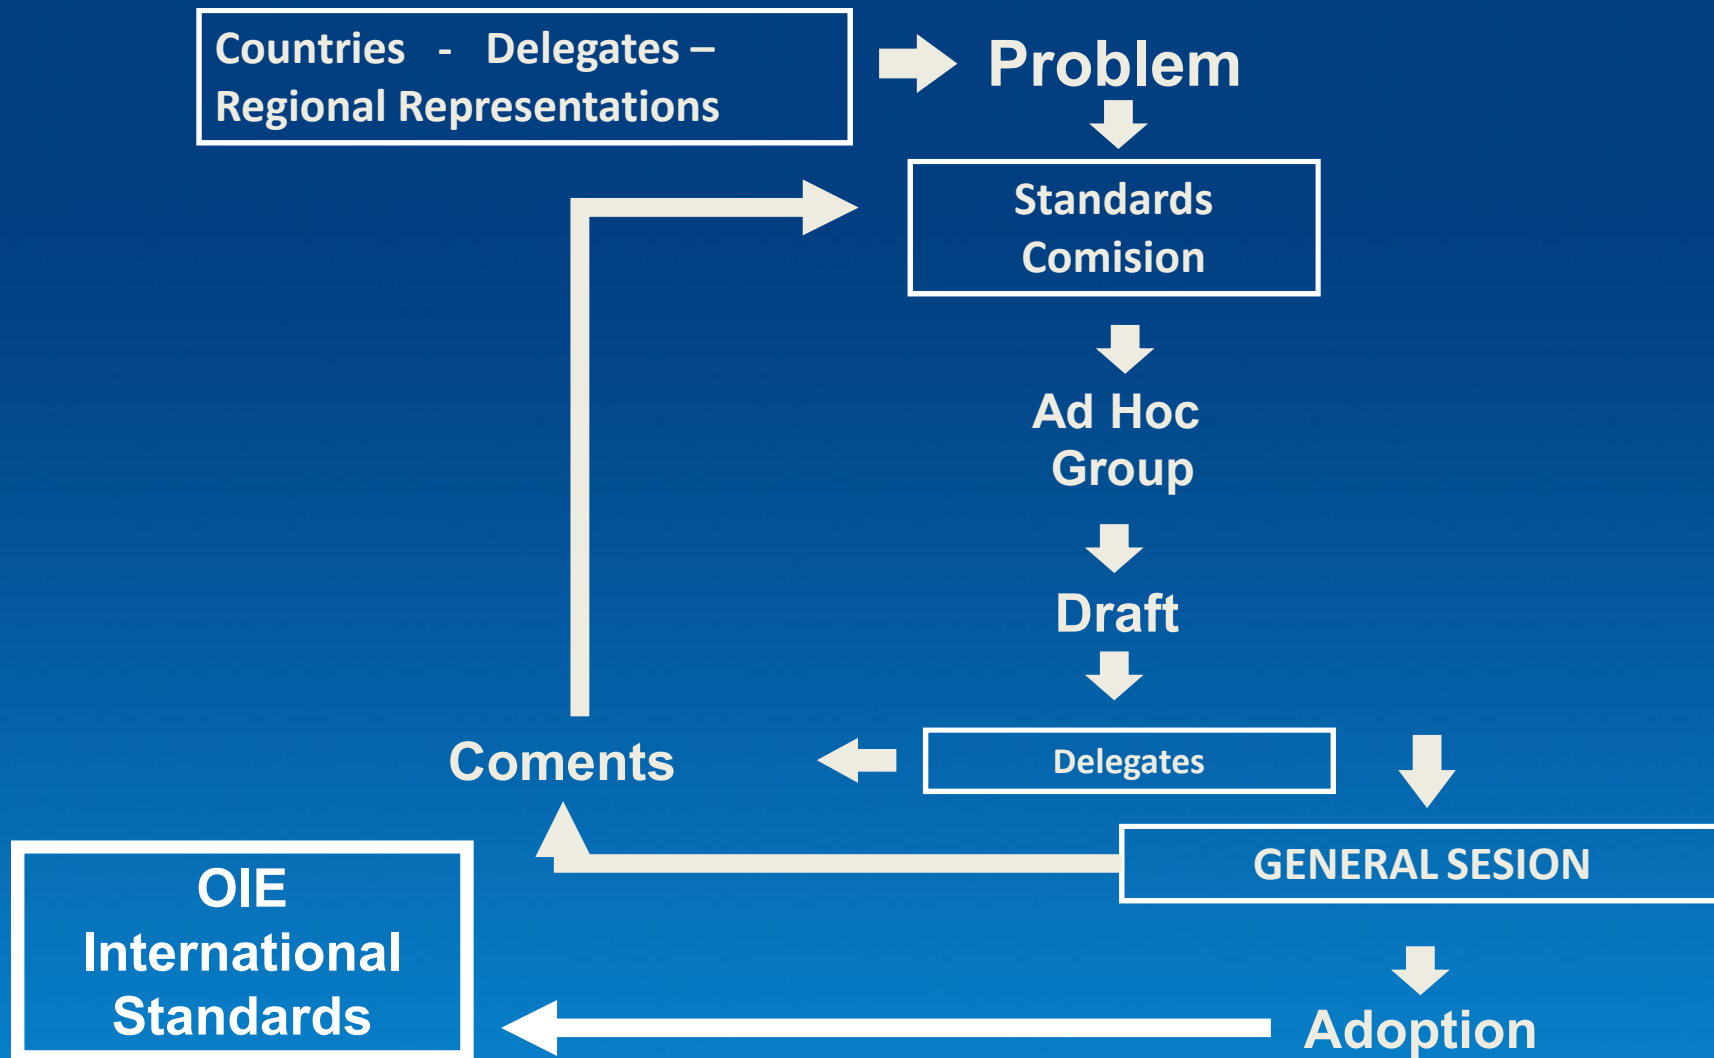 Countries - Delegates –
Regional Representations
Problem
Standards
Comision
Ad Hoc
Group
Draft
Delegates
Coments
GENERAL SESION
OIE
International
Standards
Adoption